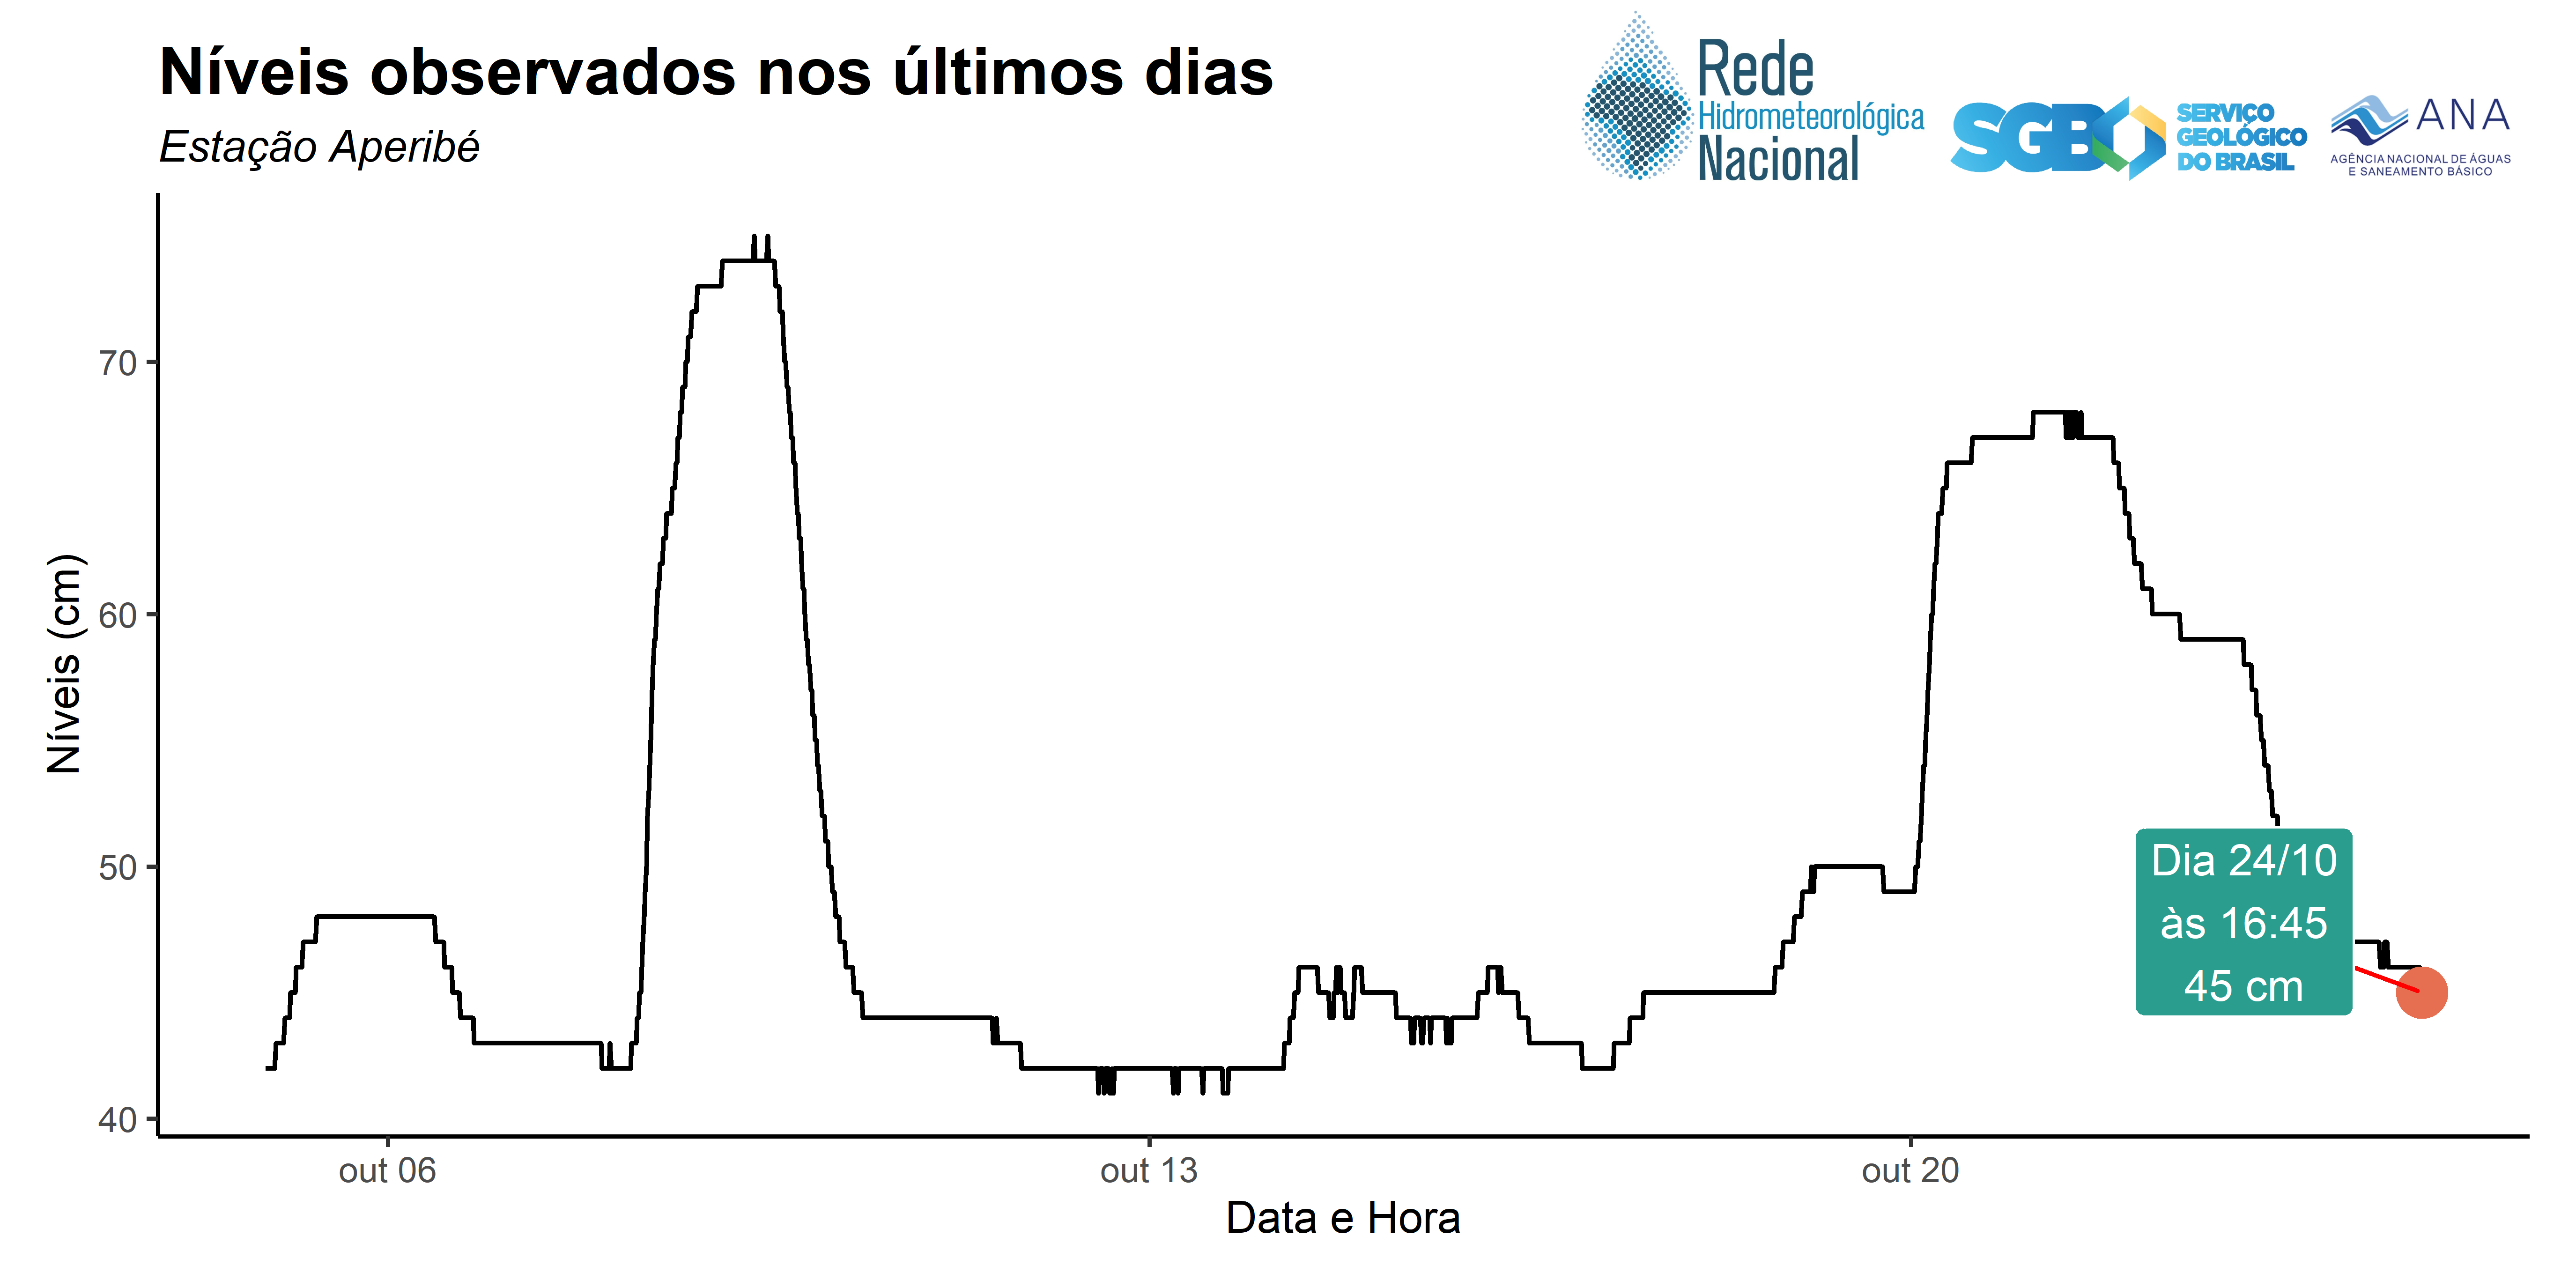 Níveis observados nos últimos dias
Estação Aperibé
Rede
Hidrometeorológica
Nacional
SGB
SERVIÇO
GEOLÓGICO
DO BRASIL
ANA
AGÊNCIA NACIONAL DE ÁGUAS
E SANEAMENTO BÁSICO
Níveis (cm)
70
60
50
40
Dia 24/10
às 16:45
45 cm
out 06
out 13
out 20
Data e Hora